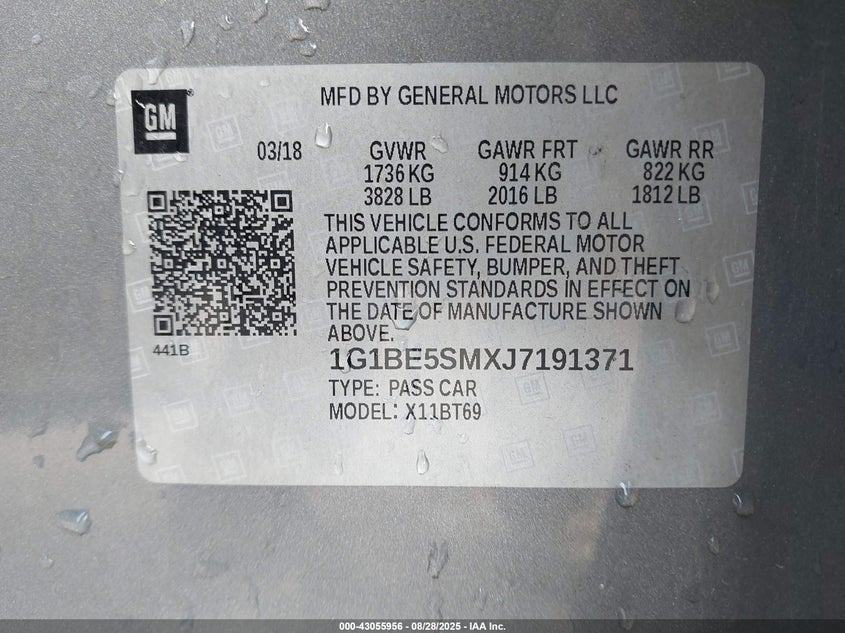 GM
MFD BY GENERAL MOTORS LLC
03/18
GVWR GAWR FRT GAWR RR
1736 KG 914 KG 822 KG
3828 LB 2016 LB 1812 LB
THIS VEHICLE CONFORMS TO ALL
APPLICABLE U.S. FEDERAL MOTOR
VEHICLE SAFETY, BUMPER, AND THEFT
PREVENTION STANDARDS IN EFFECT ON
THE DATE OF MANUFACTURE SHOWN
ABOVE.
441B
1G1BE5SMXJ7191371
TYPE: PASS CAR
MODEL: X11BT69
000-43055956 - 08/28/2025 - IAA Inc.